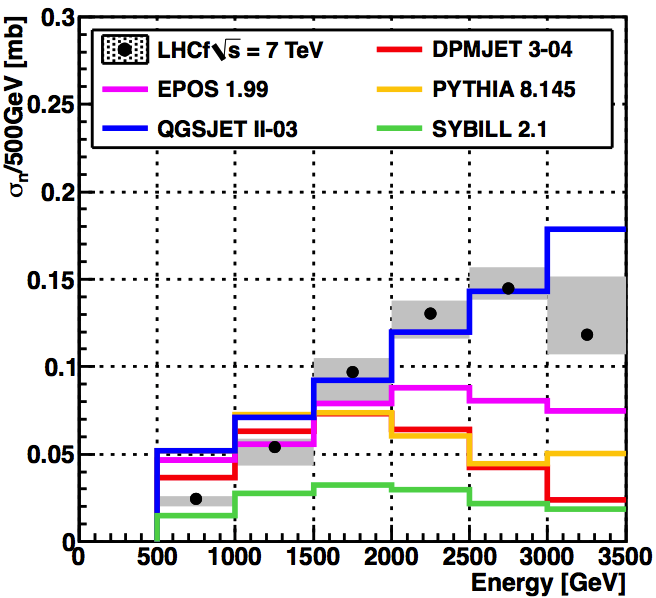 σn/500GeV [mb]
0.3
0.25
0.2
0.15
0.1
0.05
0
LHCf√s = 7 TeV
EPOS 1.99
QGSJET II-03
DPMJET 3-04
PYTHIA 8.145
SYBILL 2.1
0 500 1000 1500 2000 2500 3000 3500
Energy [GeV]